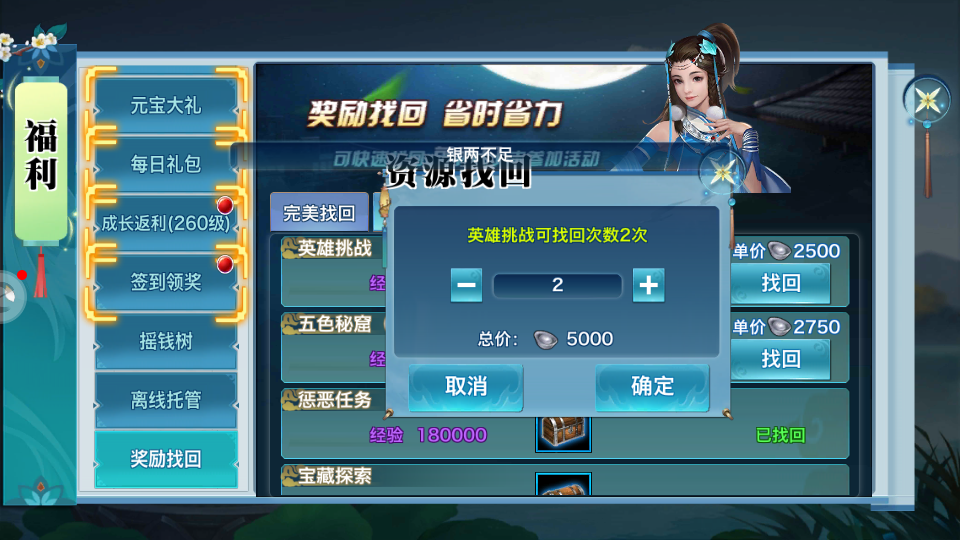 福利
元宝大礼
每日礼包
成长返利(260级)
签到领奖
摇钱树
离线托管
奖励找回
奖励找回 省时省力
银两不足
资源找回
完美找回
英雄挑战可找回次数2次
2
总价： 5000
取消
确定
英雄挑战
单价 2500
找回
五色秘窟
单价 2750
找回
惩恶任务
经验 180000
已找回
宝藏探索